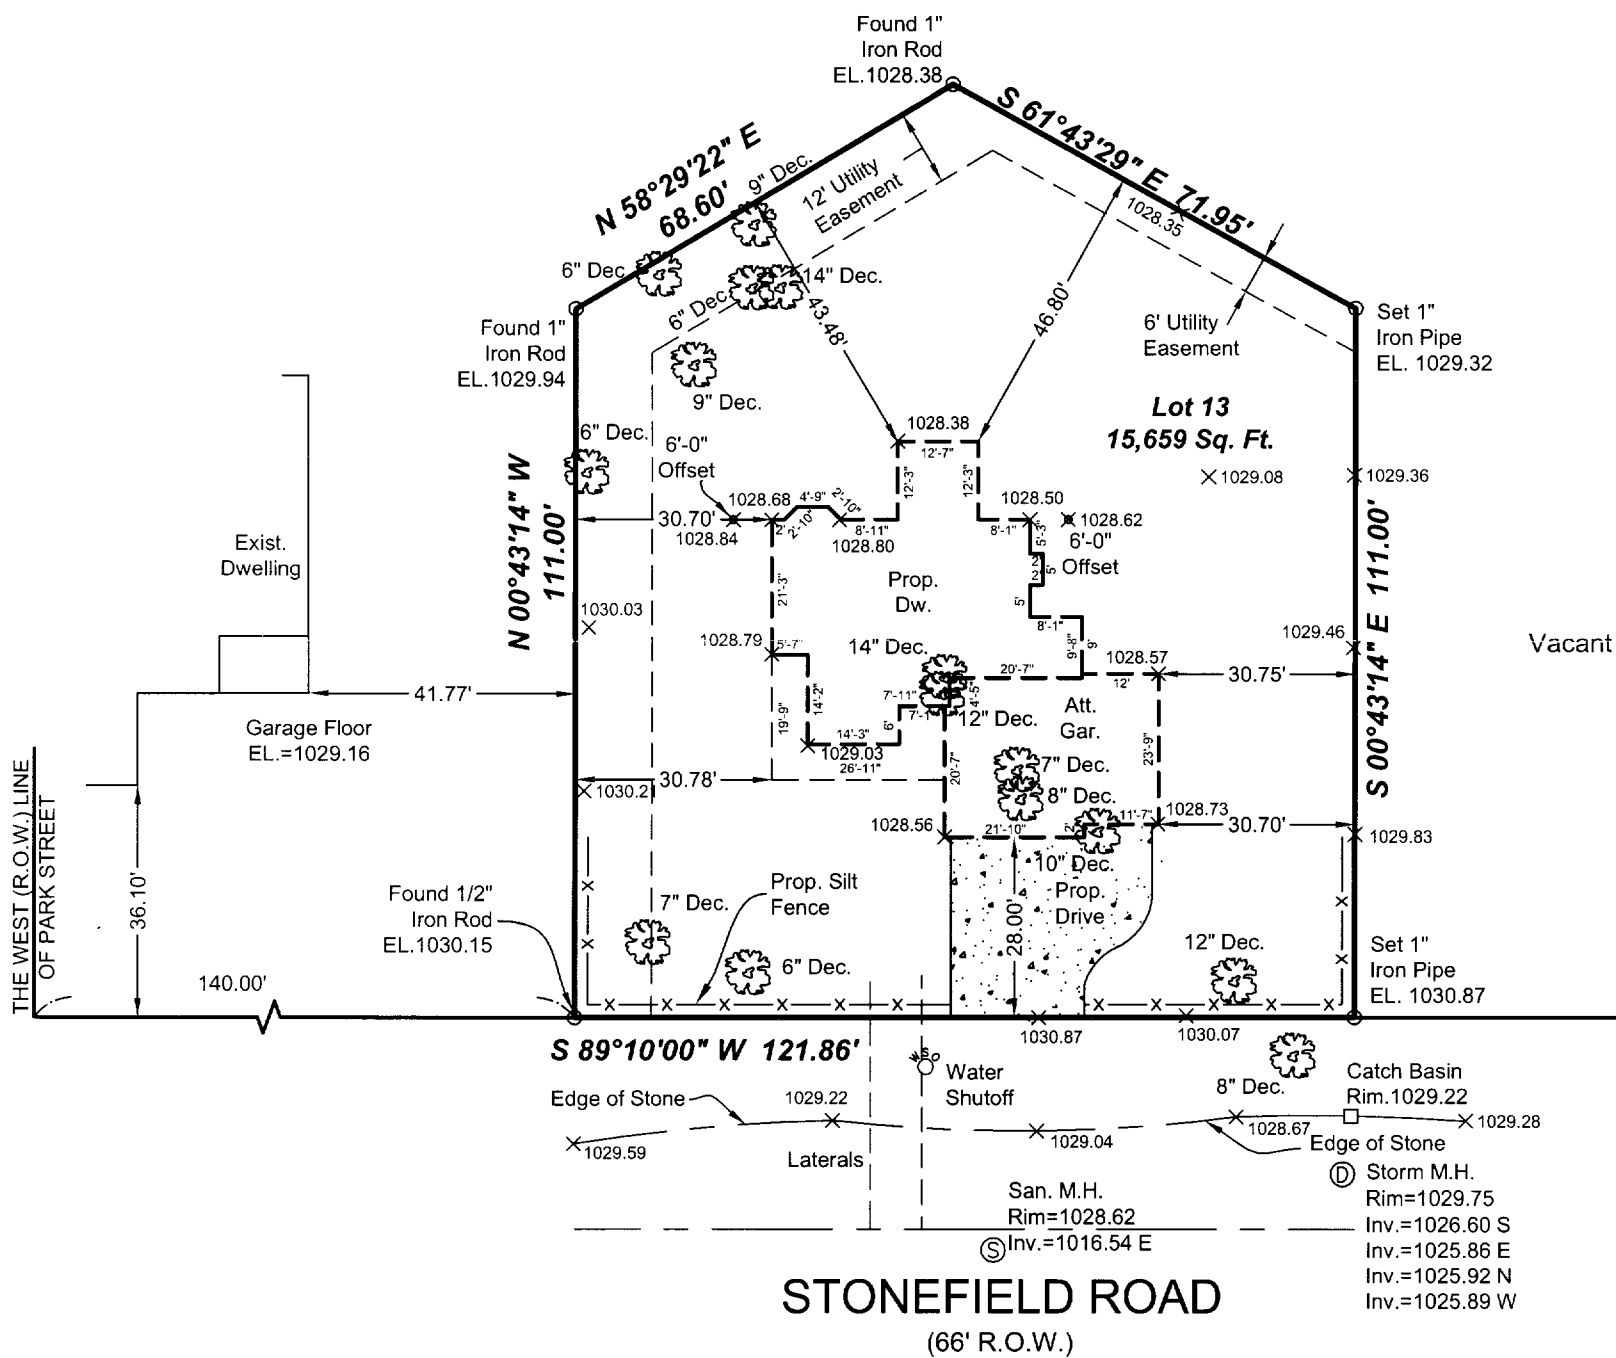 Found 1"
Iron Rod
EL.1028.38
S 61°43'29" E 71.95'
N 58°29'22" E
68.60'
9" Dec.
12' Utility
Easement
1028.35
6" Dec
14" Dec.
6" Dec.
43.48'
46.80'
Found 1"
Iron Rod
EL.1029.94
6' Utility
Easement
Set 1"
Iron Pipe
EL. 1029.32
9" Dec.
Lot 13
15,659 Sq. Ft.
6" Dec.
6'-0"
Offset
1028.38
12'-7"
12'-3"
12'-3"
1029.08
1029.36
N 00°43'14" W
111.00'
30.70'
1028.84
1028.68
2'
2'-10"
4'-9"
2'-10"
8'-11"
1028.80
8'-1"
1028.50
1028.62
6'-0"
Offset
5'-3"
2'
5'
2'
5'
8'-1"
9'-8"
9'
S 00°43'14" E 111.00'
Exist.
Dwelling
Prop.
Dw.
21'-3"
1030.03
1028.79
5'-7"
14" Dec.
1029.46
Vacant
20'-7"
1028.57
12'
30.75'
41.77'
Garage Floor
EL.=1029.16
19'-9"
14'-2"
7'-11"
7'-1"
4'-5"
12" Dec.
Att.
Gar.
6'
14'-3"
1029.03
26'-11"
20'-7"
23'-9"
7" Dec.
8" Dec.
30.78'
1030.21
1028.56
21'-10"
2'
11'-7"
1028.73
30.70'
1029.83
10" Dec.
Prop.
Drive
28.00'
THE WEST (R.O.W.) LINE
OF PARK STREET
36.10'
Found 1/2"
Iron Rod
EL.1030.15
7" Dec.
Prop. Silt
Fence
6" Dec.
12" Dec.
Set 1"
Iron Pipe
EL. 1030.87
140.00'
S 89°10'00" W 121.86'
1030.87
1030.07
Water
Shutoff
8" Dec.
Catch Basin
Rim.1029.22
Edge of Stone
1029.22
1029.59
1029.04
1028.67
1029.28
Edge of Stone
Laterals
San. M.H.
Rim=1028.62
S Inv.=1016.54 E
D Storm M.H.
Rim=1029.75
Inv.=1026.60 S
Inv.=1025.86 E
Inv.=1025.92 N
Inv.=1025.89 W
STONEFIELD ROAD
(66' R.O.W.)